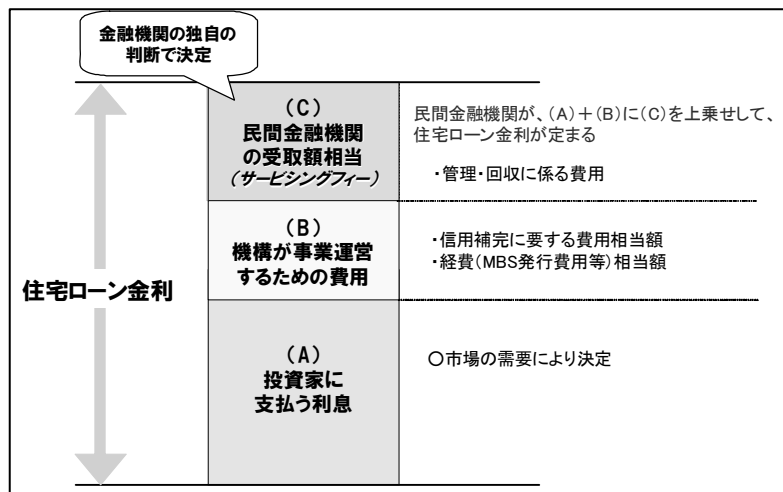 金融機関の独自の
判断で決定
(C)
民間金融機関
の受取額相当
(サービシングフィー)
民間金融機関が、(A)＋(B)に(C)を上乗せして、
住宅ローン金利が定まる
・管理・回収に係る費用
(B)
機構が事業運営
するための費用
・信用補完に要する費用相当額
・経費(MBS発行費用等)相当額
住宅ローン金利
(A)
投資家に
支払う利息
○市場の需要により決定